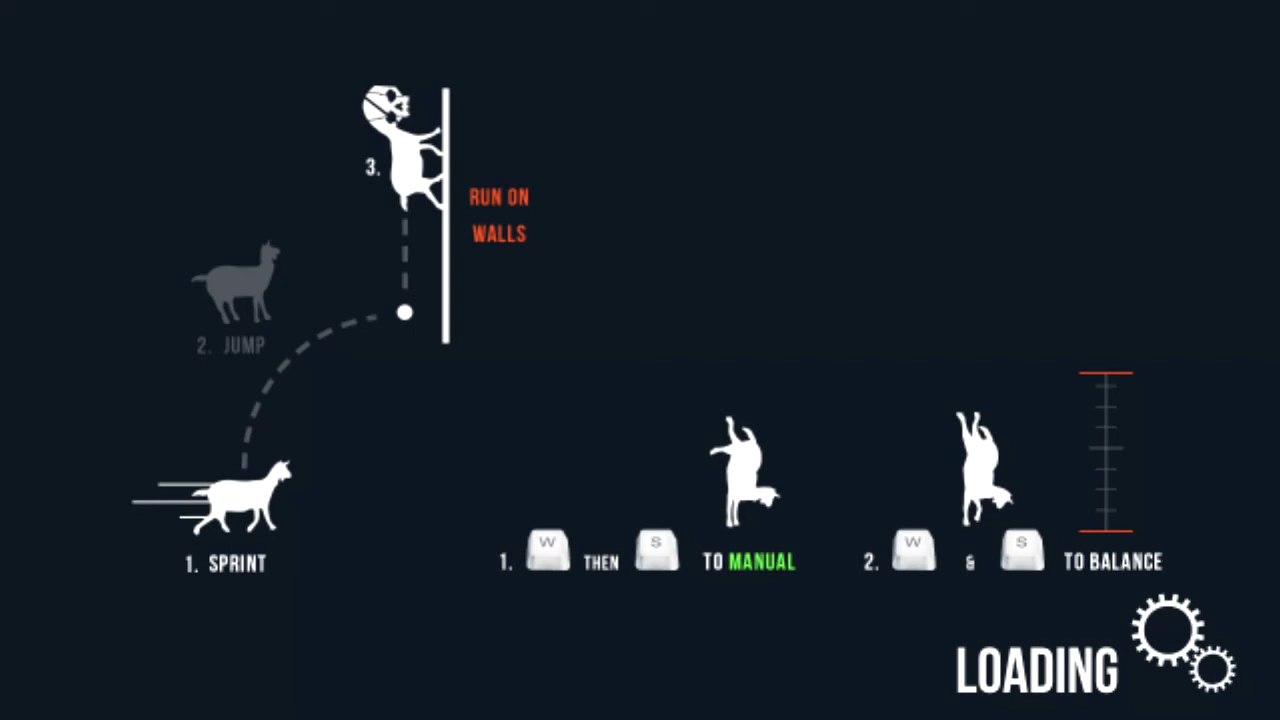 3.
RUN ON
WALLS
2. JUMP
1. SPRINT
1. W THEN S TO MANUAL
2. W & S TO BALANCE
LOADING